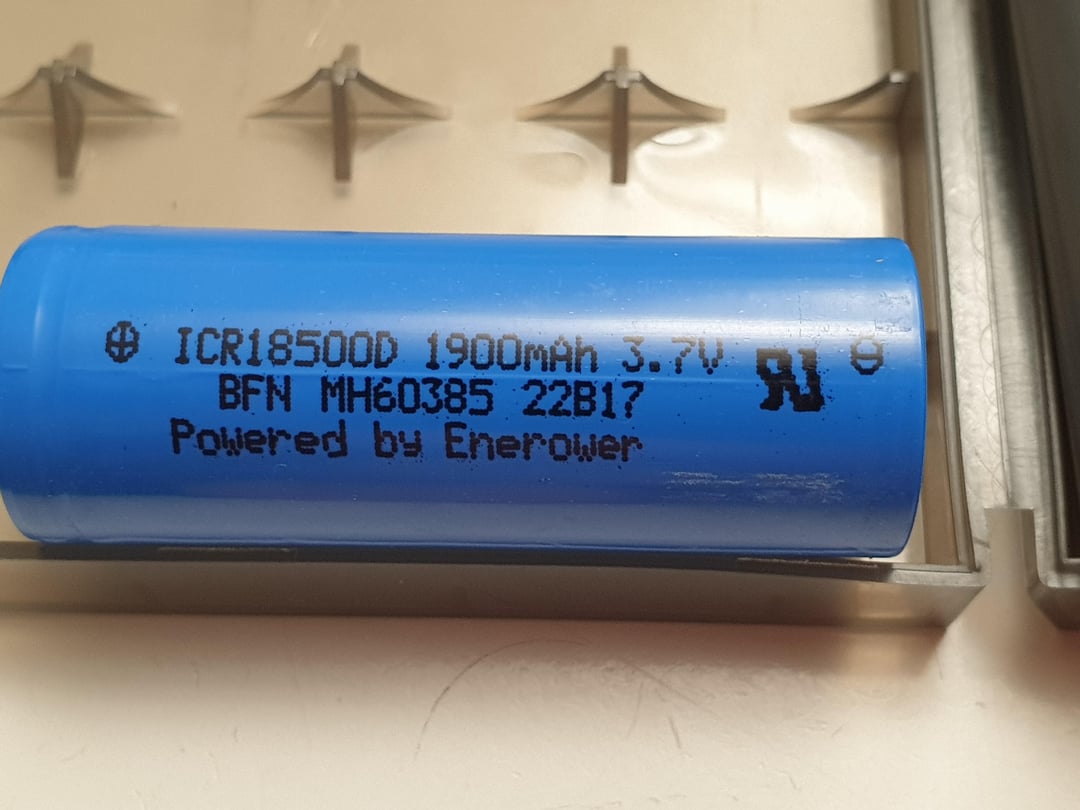 ⊕ ICR18500D 1900mAh 3.7V ⊖
BFN MH60385 22B17
Powered by Enerower